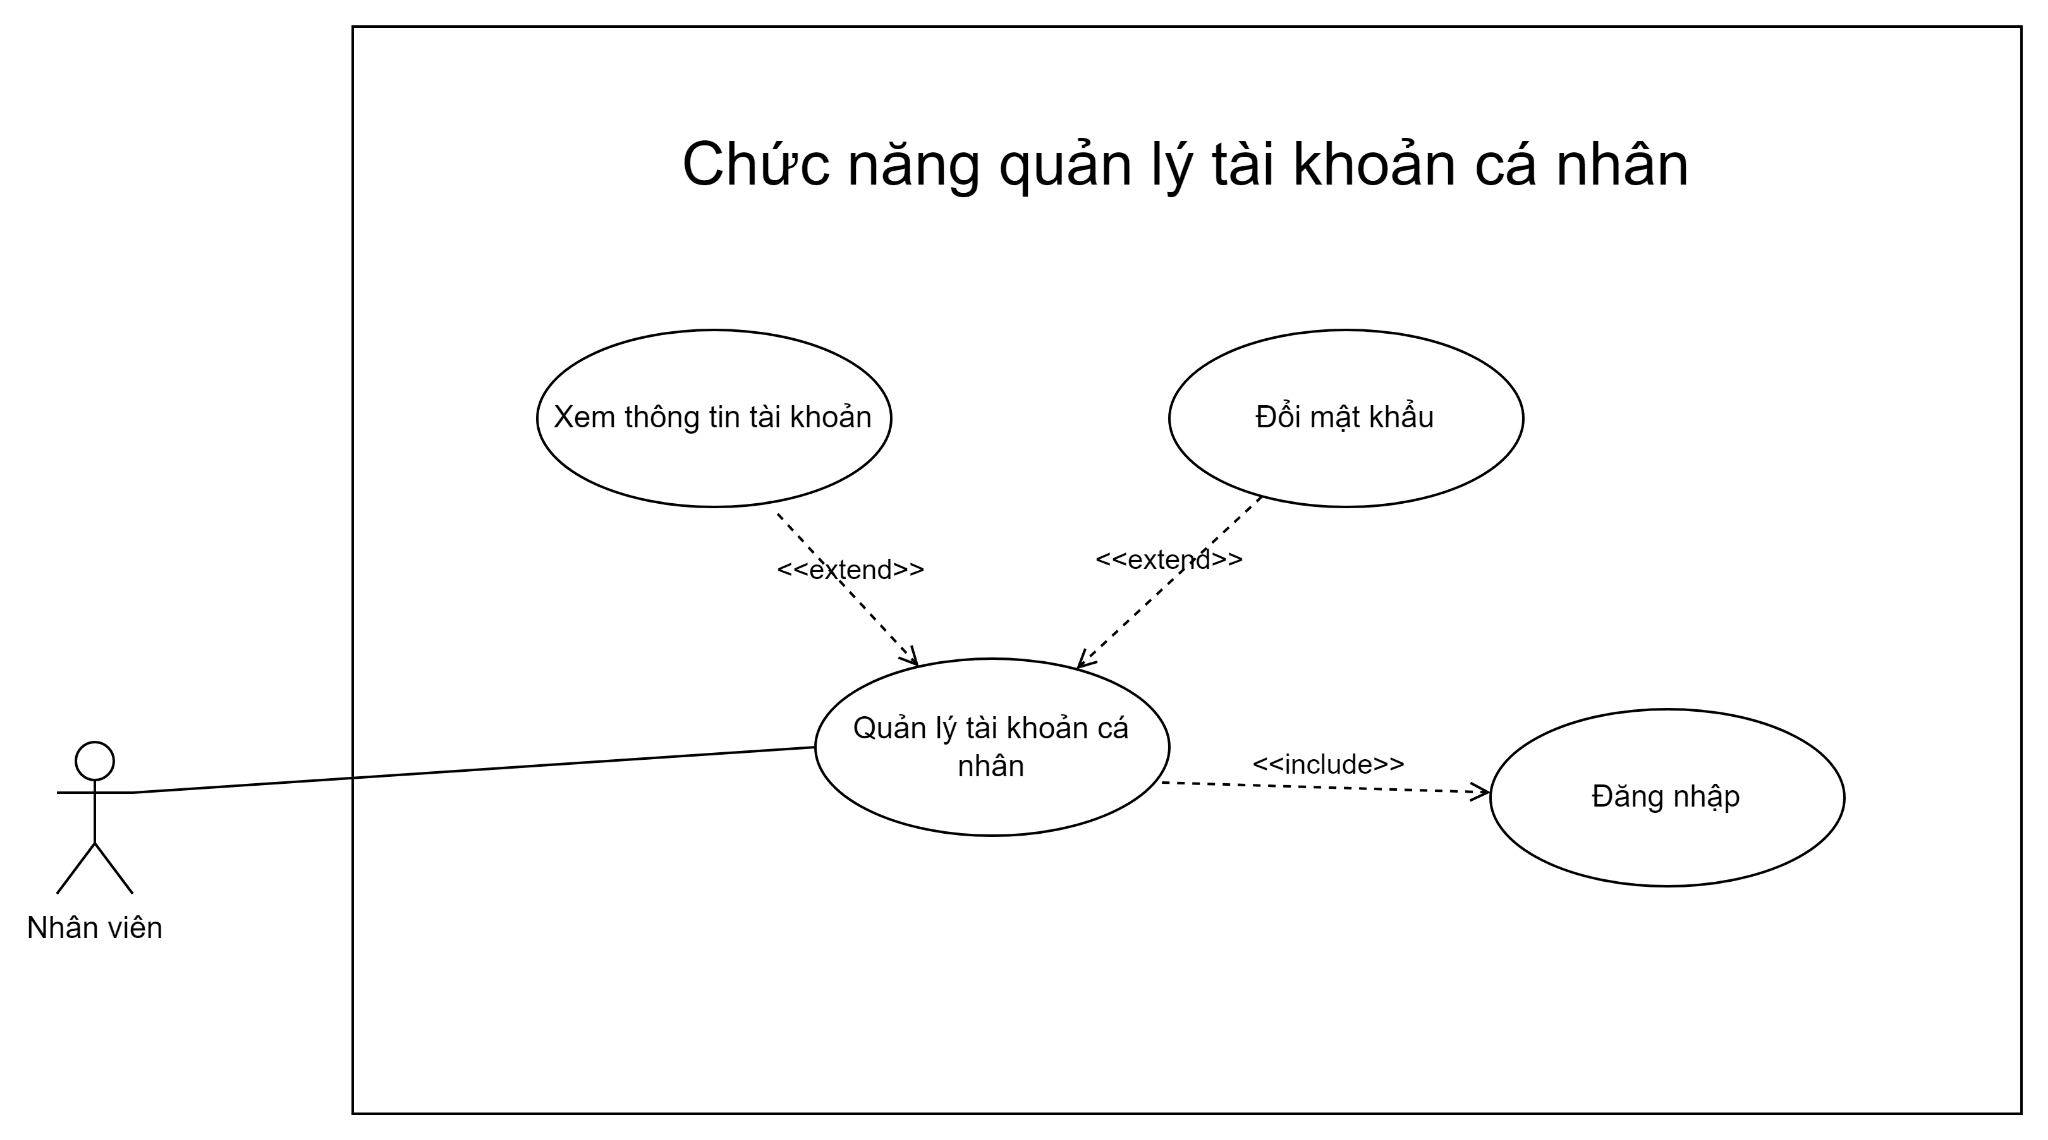 Chức năng quản lý tài khoản cá nhân
Xem thông tin tài khoản
Đổi mật khẩu
<<extend>>
<<extend>>
Quản lý tài khoản cá
nhân
<<include>>
Đăng nhập
Nhân viên